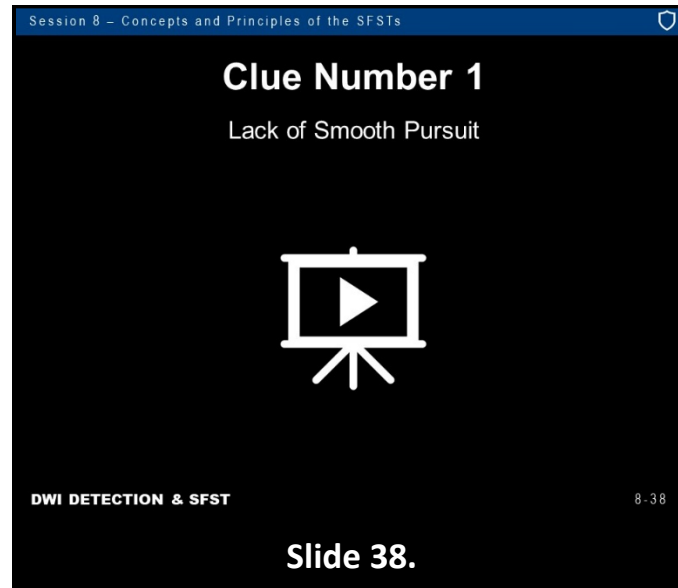 Session 8 – Concepts and Principles of the SFSTs
Clue Number 1
Lack of Smooth Pursuit
DWI DETECTION & SFST
8-38
Slide 38.